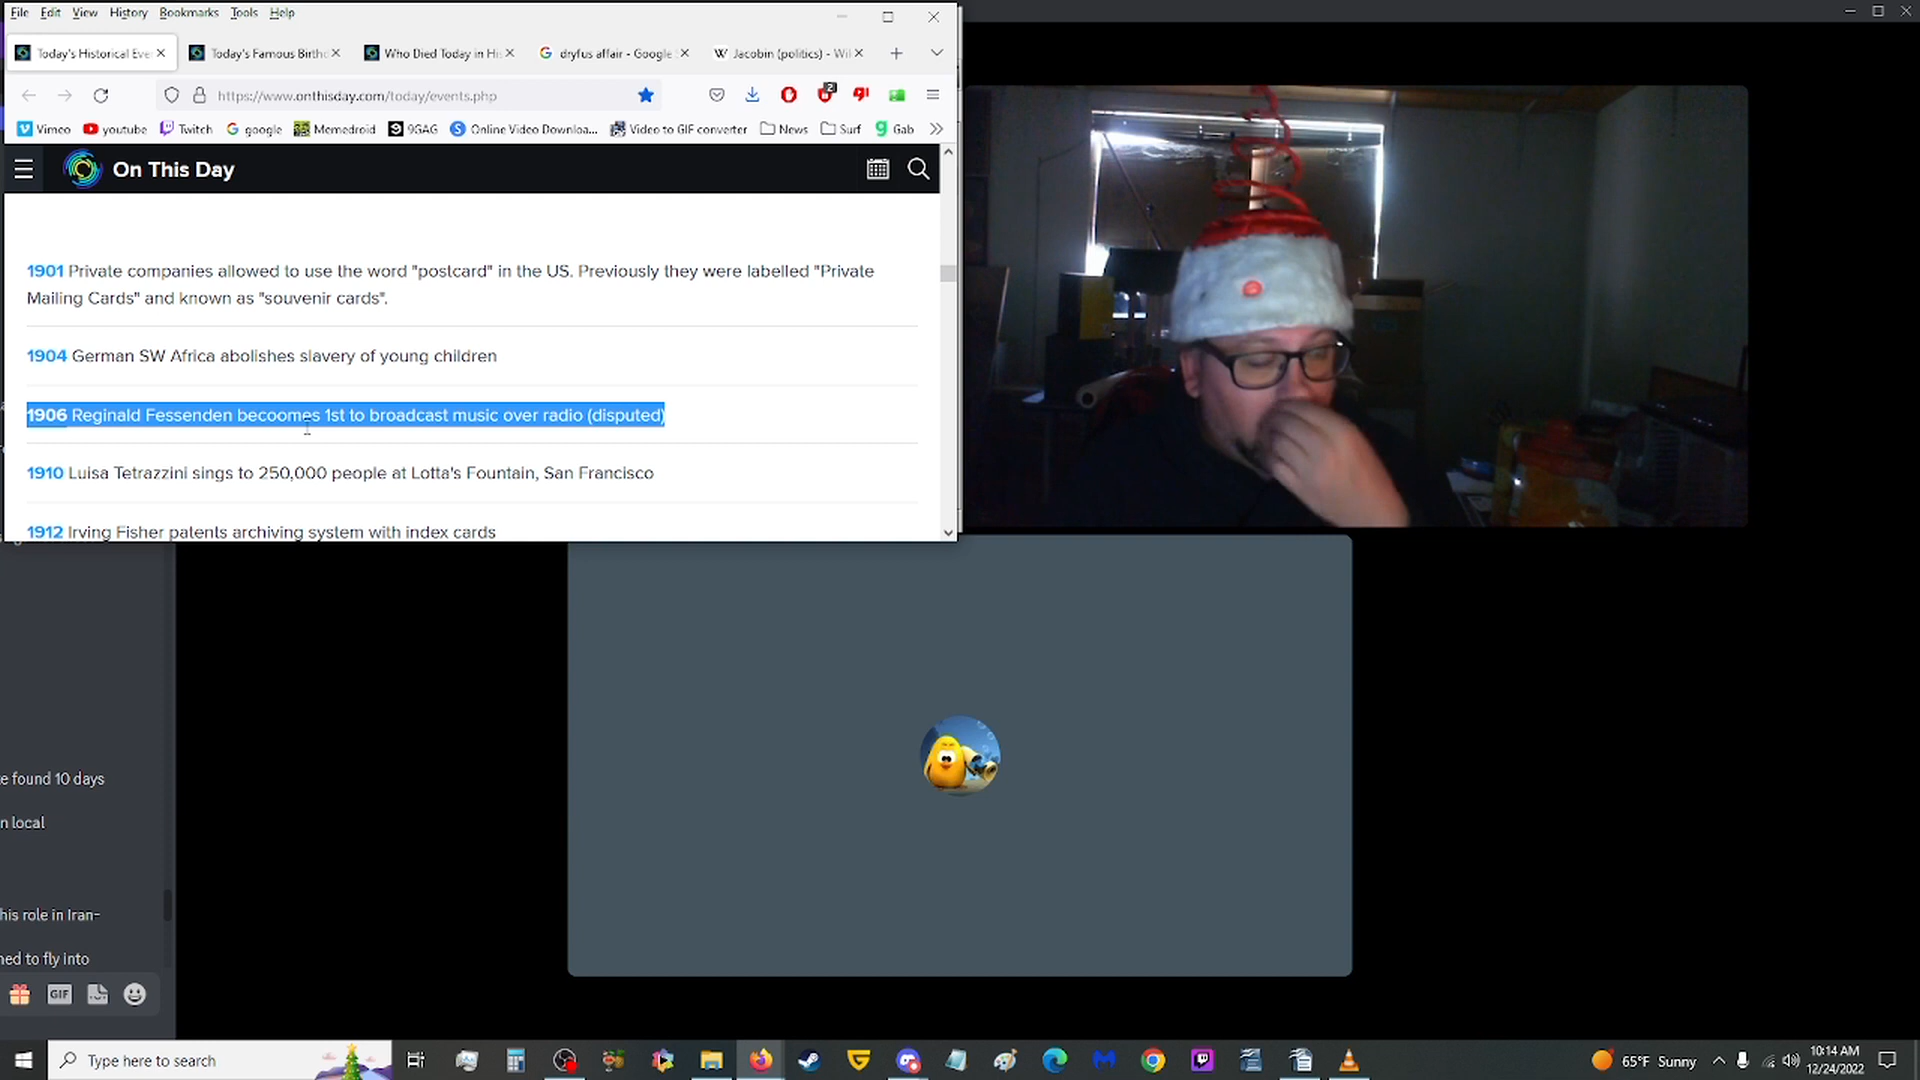 File Edit View History Bookmarks Tools Help
Today's Historical Eve
Today's Famous Birth
Who Died Today in His
dryfus affair - Google
Jacobin (politics) - Wi
https://www.onthisday.com/today/events.php
2
Vimeo youtube Twitch google Memedroid 9GAG Online Video Downloa... Video to GIF converter News Surf Gab
On This Day
1901 Private companies allowed to use the word "postcard" in the US. Previously they were labelled "Private
Mailing Cards" and known as "souvenir cards".
1904 German SW Africa abolishes slavery of young children
1906 Reginald Fessenden becoomes 1st to broadcast music over radio (disputed)
1910 Luisa Tetrazzini sings to 250,000 people at Lotta's Fountain, San Francisco
1912 Irving Fisher patents archiving system with index cards
e found 10 days
n local
his role in Iran-
ned to fly into
GIF
Type here to search
65°F Sunny
10:14 AM
12/24/2022